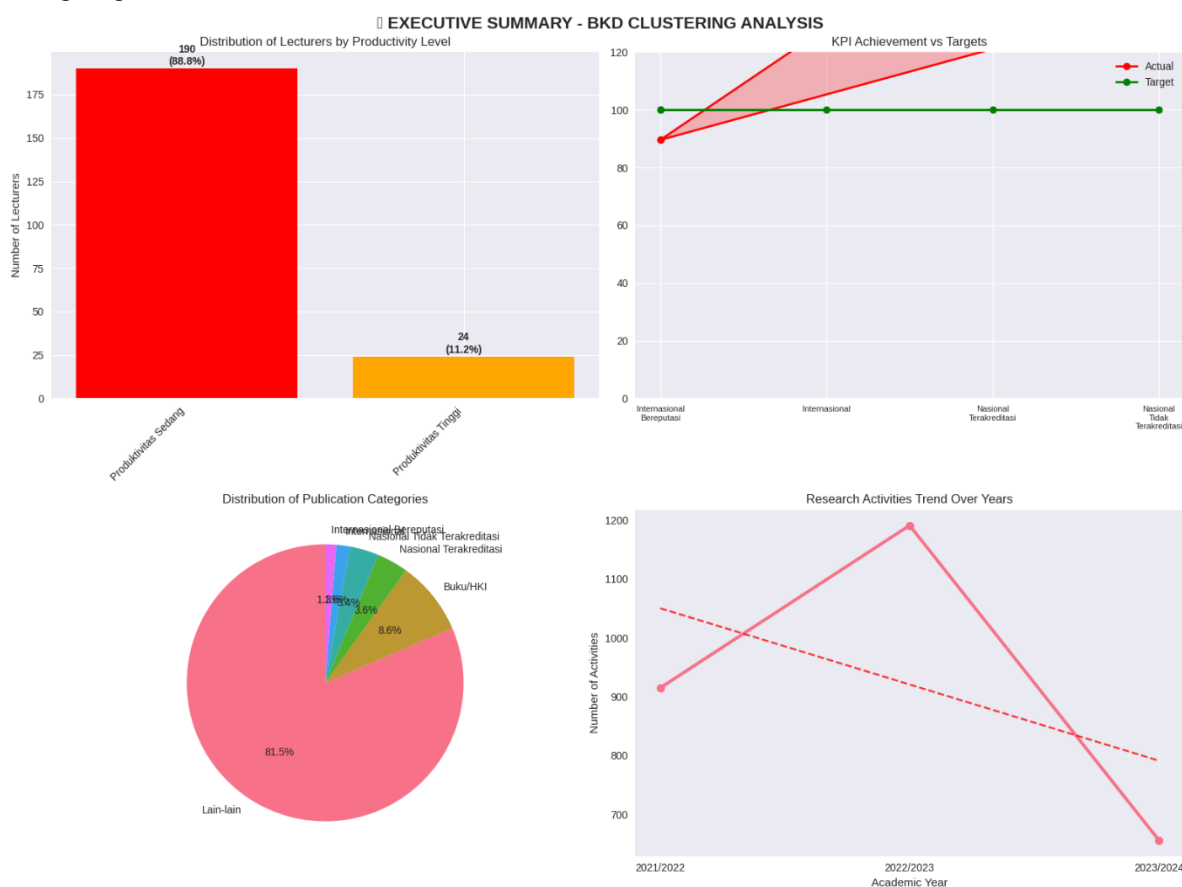 ▯ EXECUTIVE SUMMARY - BKD CLUSTERING ANALYSIS
Distribution of Lecturers by Productivity Level
190
(88.8%)
24
(11.2%)
175
150
125
100
75
50
25
0
Number of Lecturers
Produktivitas Sedang
Produktivitas Tinggi
KPI Achievement vs Targets
Actual
Target
120
100
80
60
40
20
0
Internasional
Bereputasi
Internasional
Nasional
Terakreditasi
Nasional
Tidak
Terakreditasi
Distribution of Publication Categories
Internasional Bereputasi
Internasional
Nasional Tidak Terakreditasi
Nasional Terakreditasi
Buku/HKI
3.6%
8.6%
81.5%
Lain-lain
Research Activities Trend Over Years
1200
1100
1000
900
800
700
Number of Activities
2021/2022
2022/2023
2023/2024
Academic Year